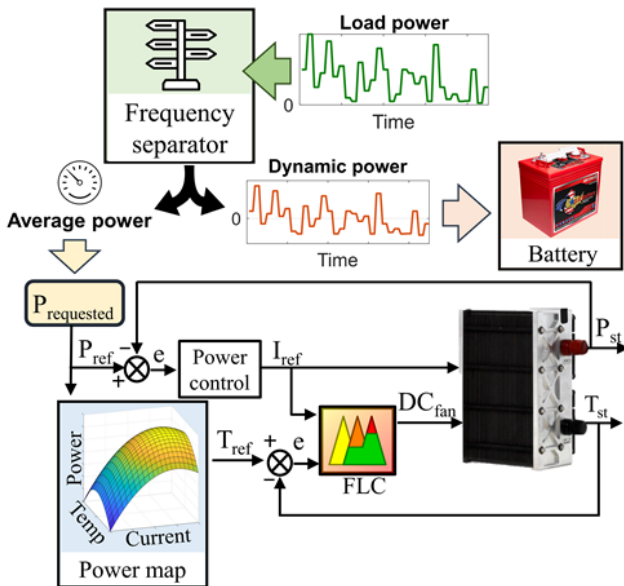 Load power
0
Time
Frequency
separator
Dynamic power
0
Time
Average power
Battery
P_requested
P_ref
−
+
e
Power
control
I_ref
P_st
DC_fan
T_st
Power
Temp
Current
Power map
T_ref
+
−
e
FLC